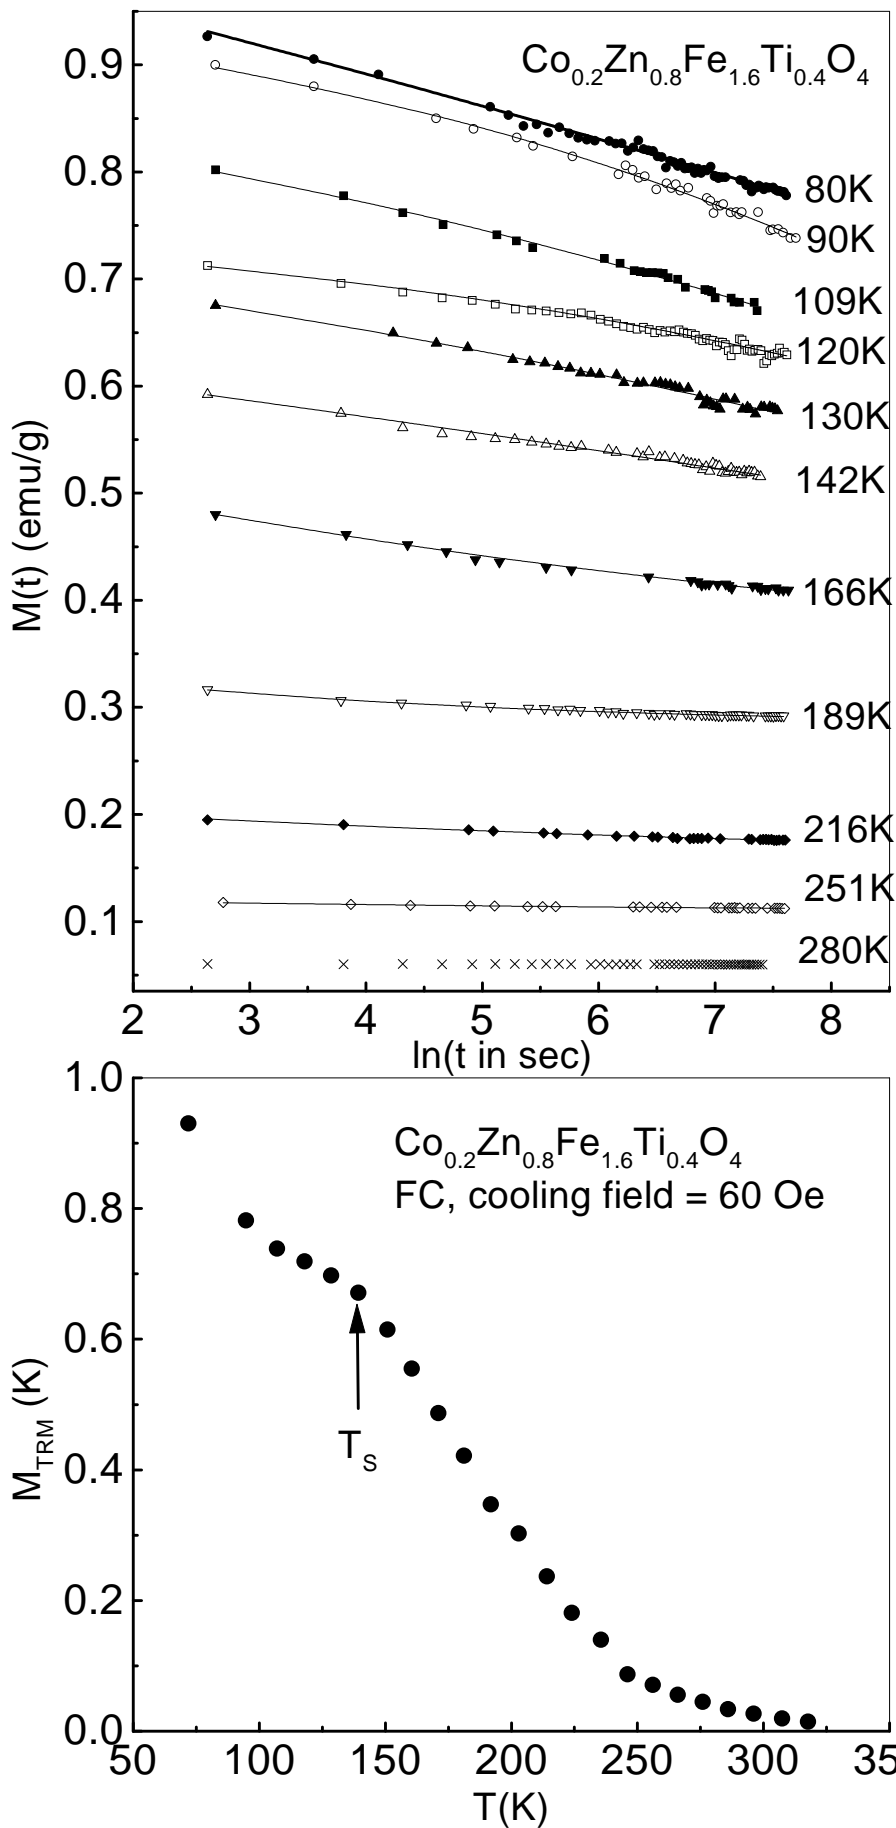 Co0.2Zn0.8Fe1.6Ti0.4O4
0.9
0.8
0.7
0.6
0.5
0.4
0.3
0.2
0.1
M(t) (emu/g)
80K
90K
109K
120K
130K
142K
166K
189K
216K
251K
280K
2 3 4 5 6 7 8
ln(t in sec)
1.0
0.8
0.6
0.4
0.2
0.0
MTRM (K)
Co0.2Zn0.8Fe1.6Ti0.4O4
FC, cooling field = 60 Oe
TS
50 100 150 200 250 300 35
T(K)